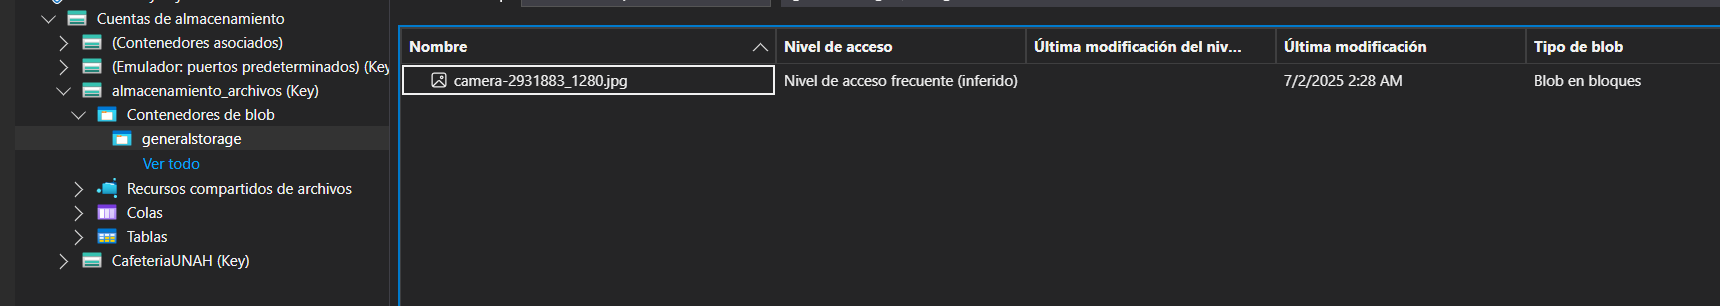 Cuentas de almacenamiento
(Contenedores asociados)
(Emulador: puertos predeterminados) (Key
almacenamiento_archivos (Key)
Contenedores de blob
generalstorage
Ver todo
Recursos compartidos de archivos
Colas
Tablas
CafeteriaUNAH (Key)
Nombre Nivel de acceso Última modificación del niv... Última modificación Tipo de blob
camera-2931883_1280.jpg Nivel de acceso frecuente (inferido) 7/2/2025 2:28 AM Blob en bloques